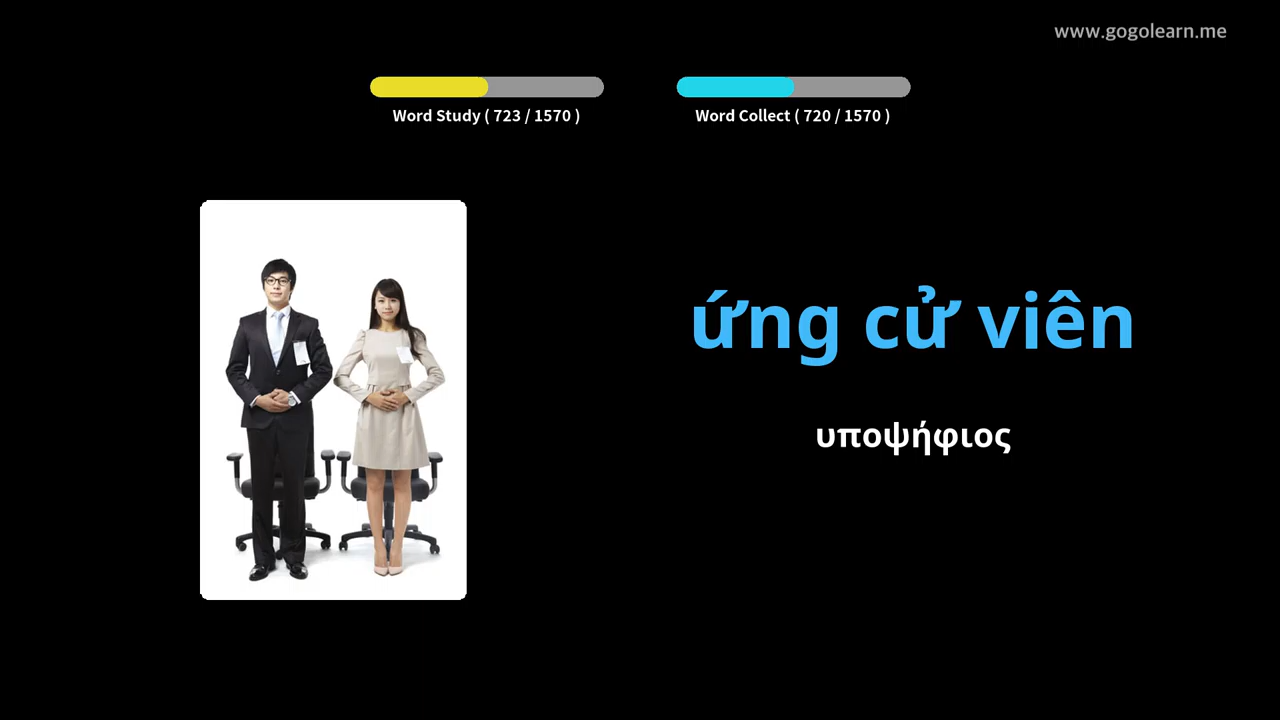 www.gogolearn.me
Word Study ( 723 / 1570 )
Word Collect ( 720 / 1570 )
ứng cử viên
υποψήφιος